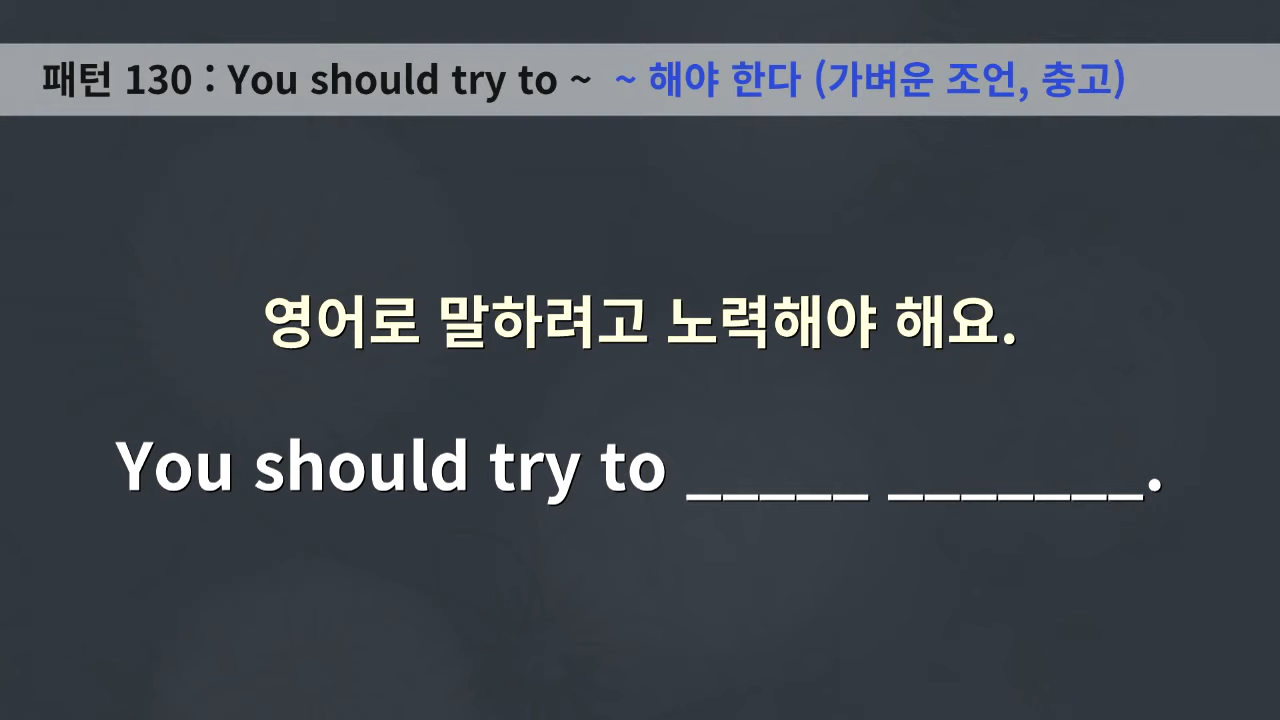 패턴 130 : You should try to ~ ~ 해야 한다 (가벼운 조언, 충고)
영어로 말하려고 노력해야 해요.
You should try to _____ _______.